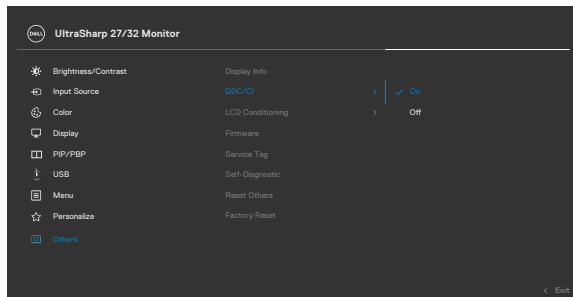 DELL UltraSharp 27/32 Monitor
Brightness/Contrast Display Info
Input Source DDC/CI > ✓ On
Color LCD Conditioning > Off
Display Firmware
PIP/PBP Service Tag
USB Self-Diagnostic
Menu Reset Others
Personalize Factory Reset
Others
< Exit